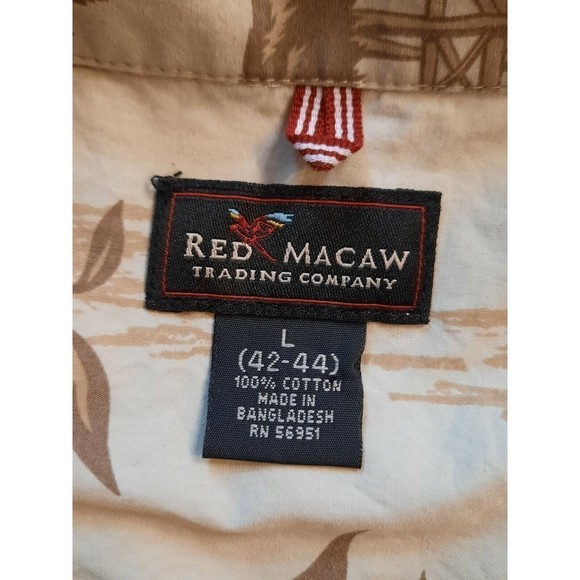 RED MACAW
TRADING COMPANY
L
(42-44)
100% COTTON
MADE IN
BANGLADESH
RN 56951